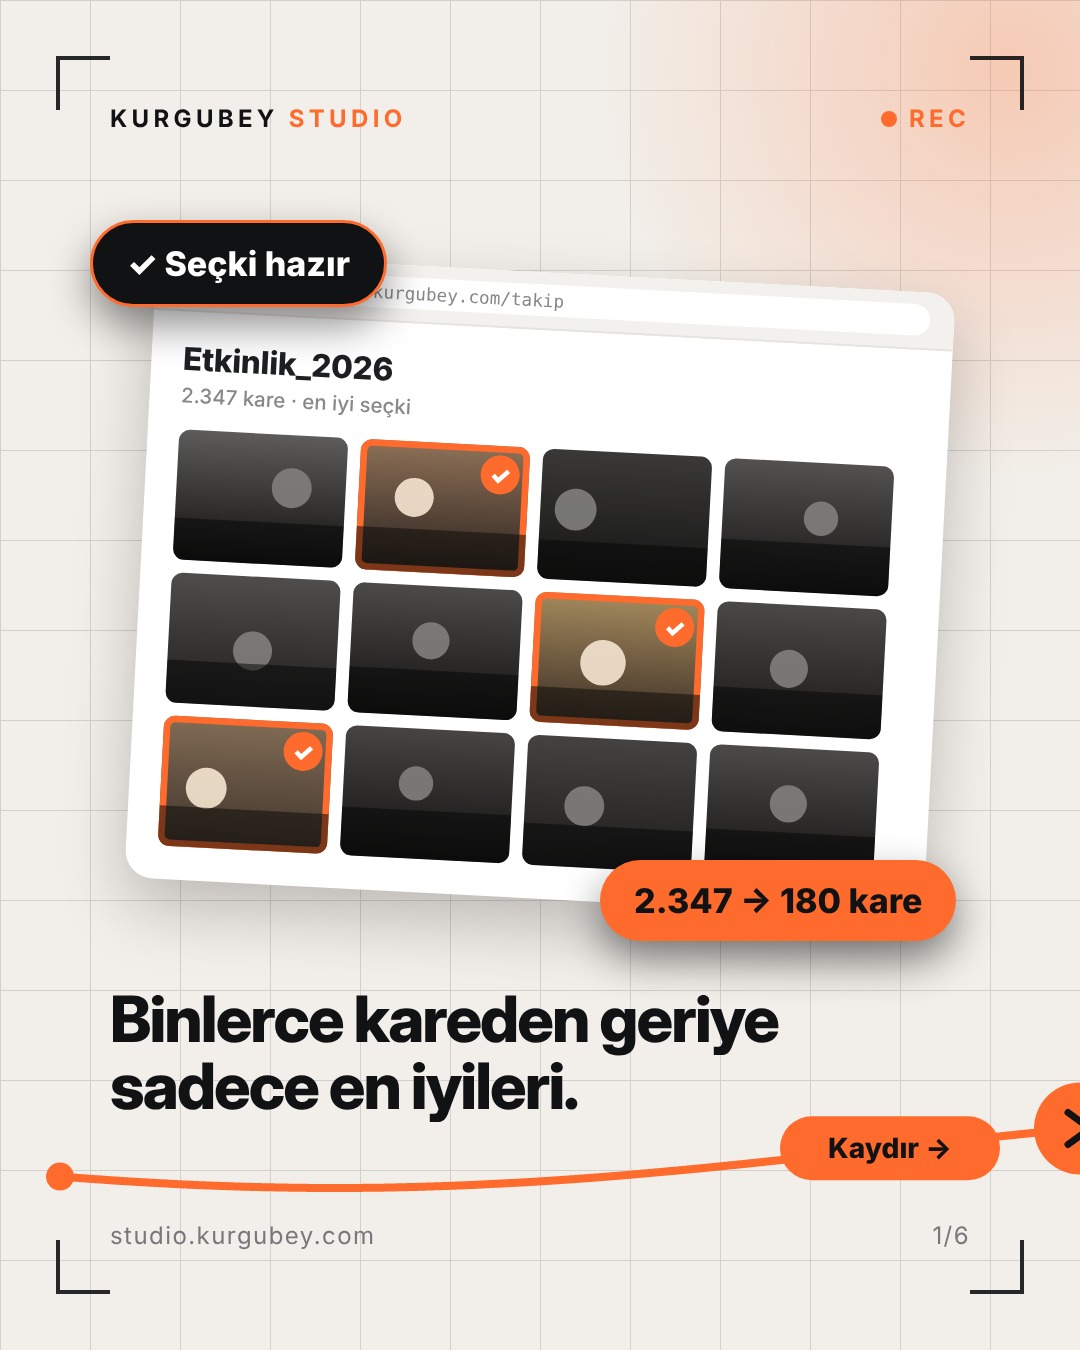 KURGUBEY STUDIO
REC
✓ Seçki hazır
kurgubey.com/takip
Etkinlik_2026
2.347 kare · en iyi seçki
2.347 → 180 kare
Binlerce kareden geriye
sadece en iyileri.
Kaydır →
studio.kurgubey.com
1/6